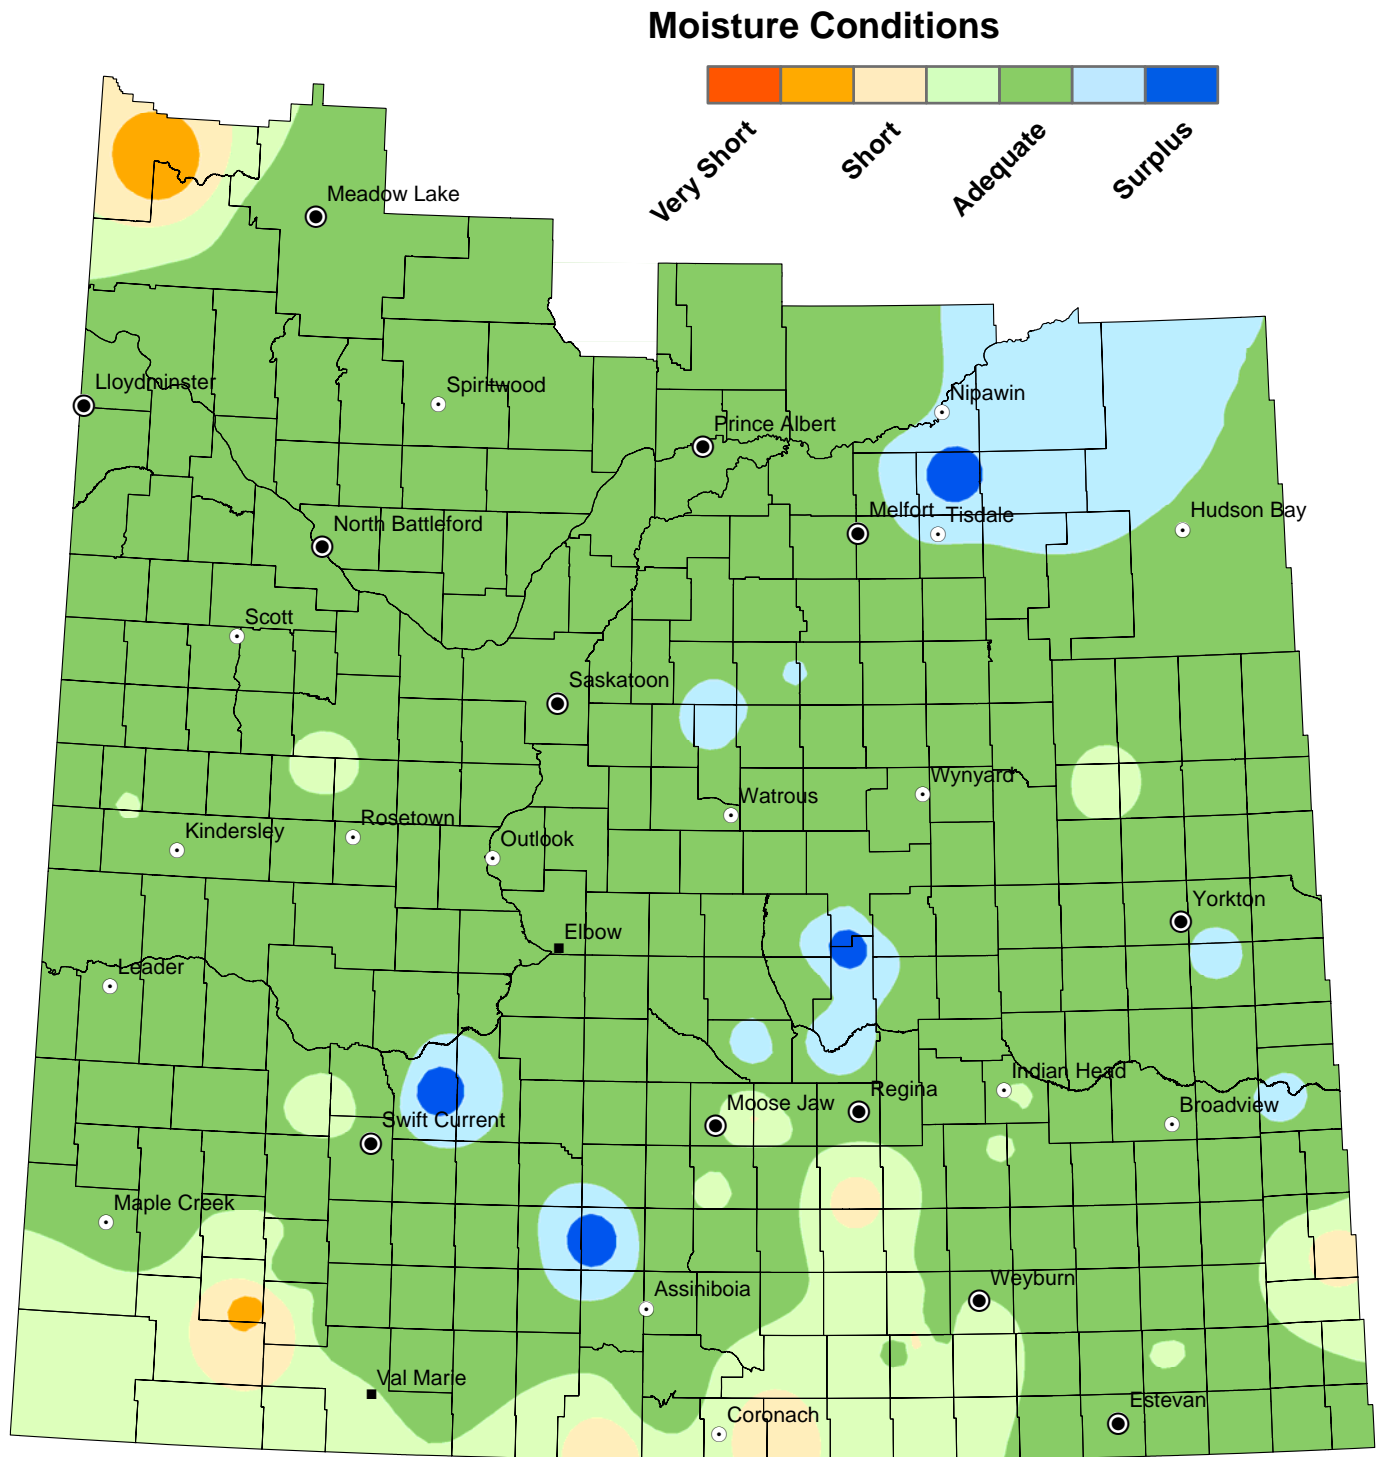 Moisture Conditions
Very Short
Short
Adequate
Surplus
Meadow Lake
Lloydminster
Spiritwood
Nipawin
Prince Albert
North Battleford
Melfort
Tisdale
Hudson Bay
Scott
Saskatoon
Wynyard
Watrous
Kindersley
Rosetown
Outlook
Yorkton
Elbow
Leader
Indian Head
Regina
Moose Jaw
Broadview
Swift Current
Maple Creek
Weyburn
Assiniboia
Val Marie
Estevan
Coronach